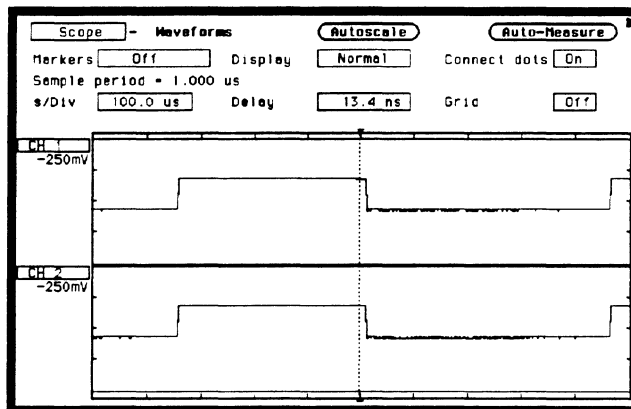 Scope - Waveforms Autoscale Auto-Measure
Markers Off Display Normal Connect dots On
Sample period = 1.000 us
s/Div 100.0 us Delay 13.4 ns Grid Off
CH 1
-250mV
CH 2
-250mV